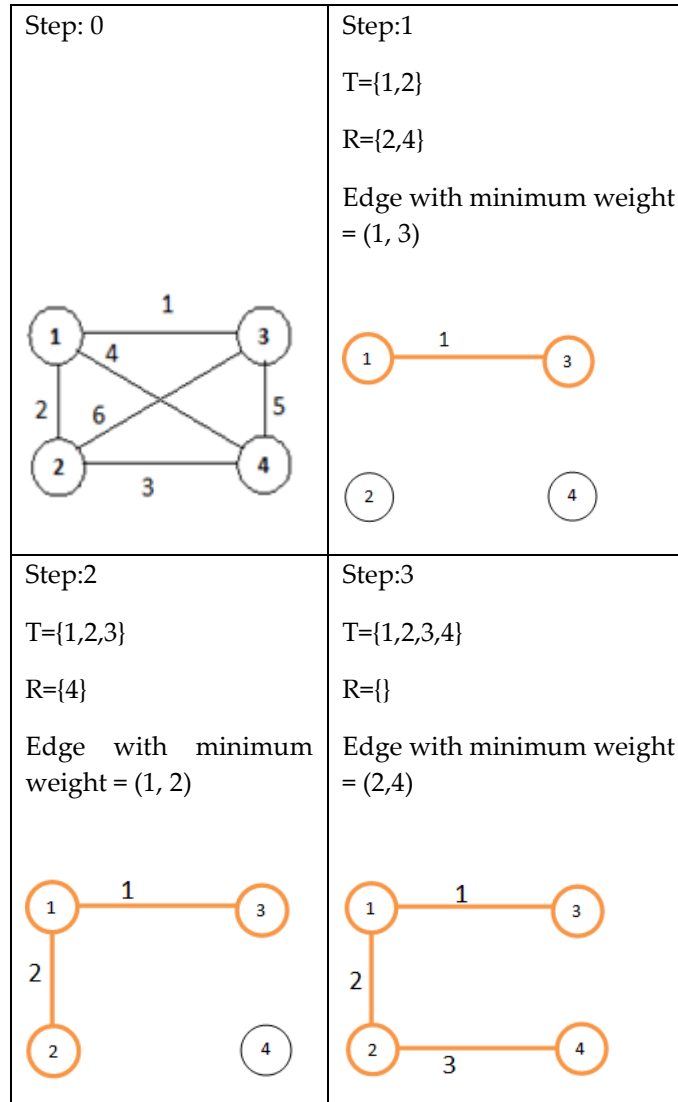 Step: 0
1
1
3
4
2
6
5
2
4
3
Step:1
T={1,2}
R={2,4}
Edge with minimum weight
= (1, 3)
1
1
3
2
4
Step:2
T={1,2,3}
R={4}
Edge with minimum
weight = (1, 2)
1
1
3
2
2
4
Step:3
T={1,2,3,4}
R={}
Edge with minimum weight
= (2,4)
1
1
3
2
2
4
3